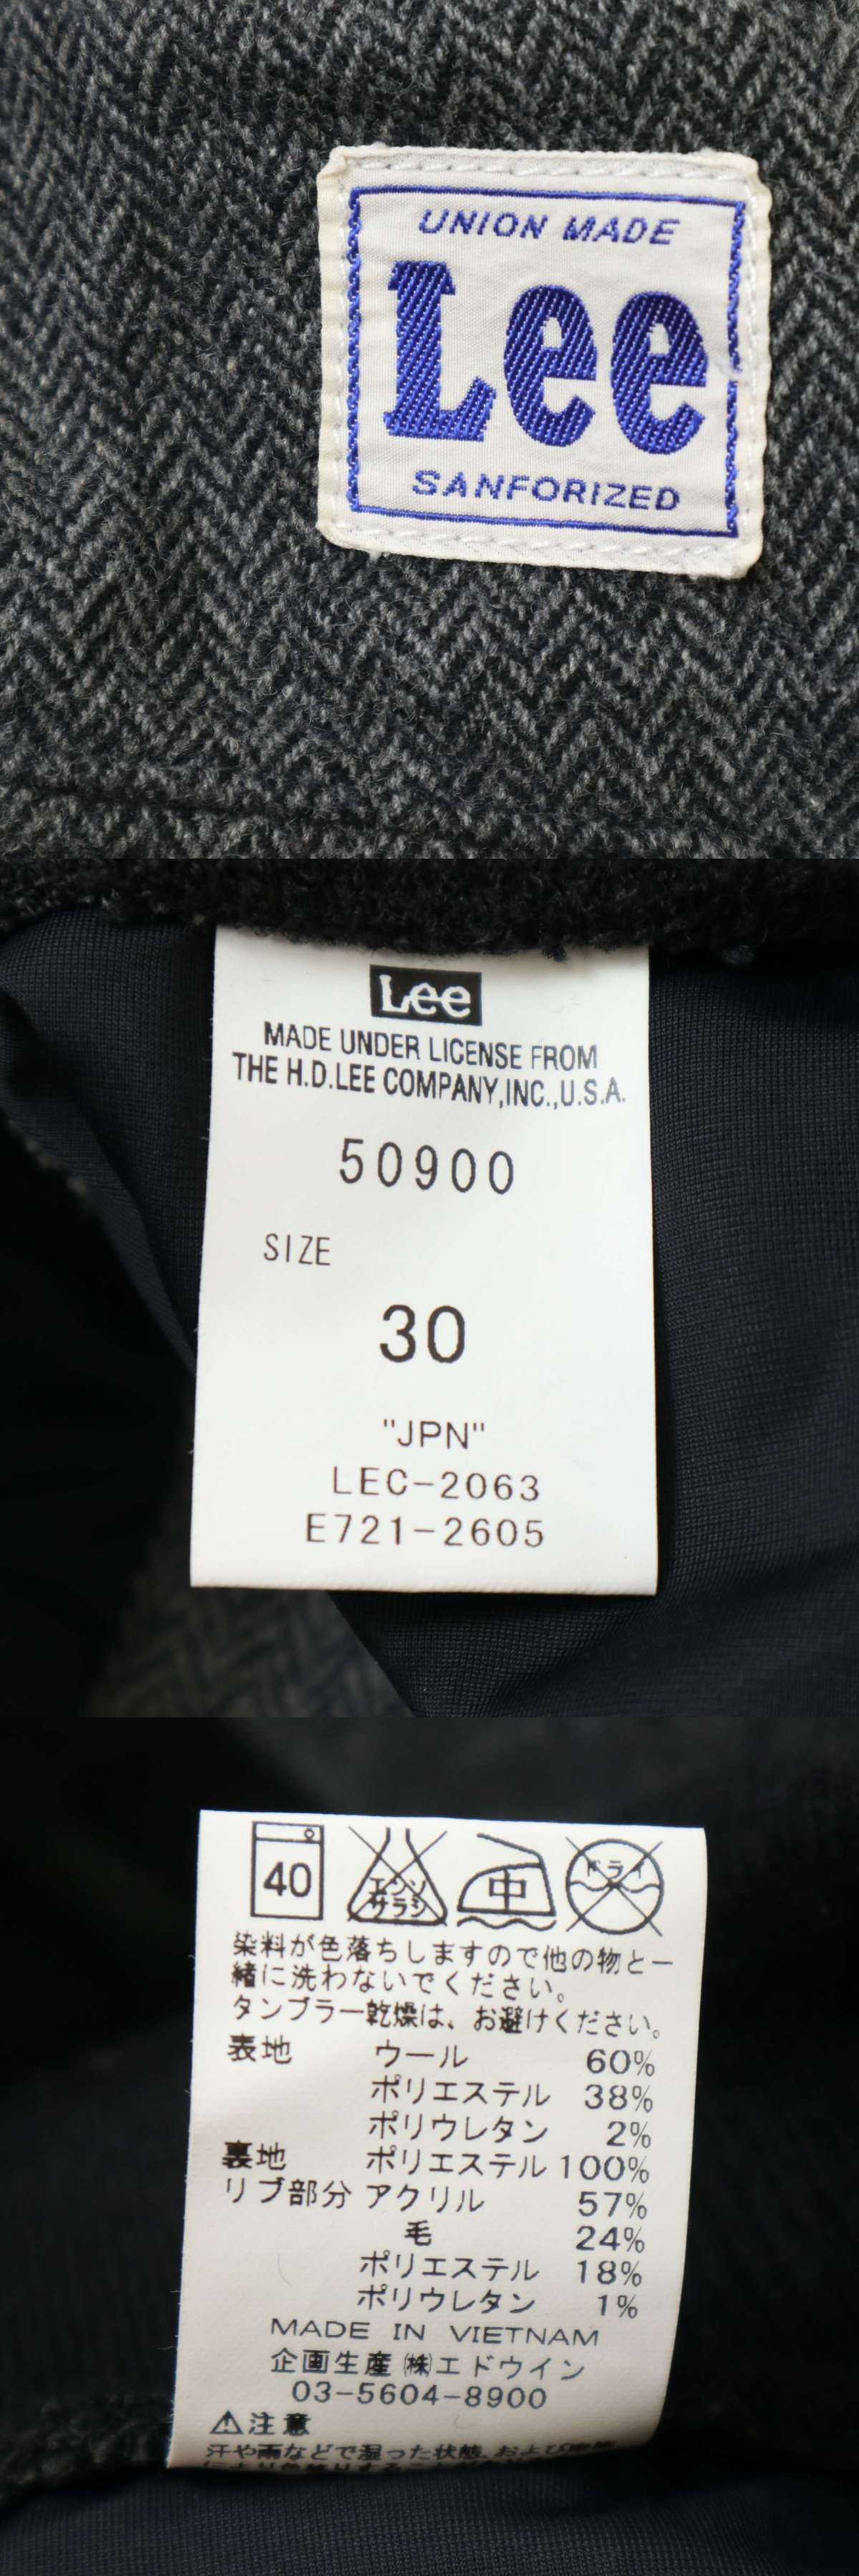 UNION MADE
Lee
SANFORIZED
Lee
MADE UNDER LICENSE FROM
THE H.D.LEE COMPANY,INC.,U.S.A.
50900
SIZE
30
"JPN"
LEC-2063
E721-2605
40 エンソサラシ 中 ドライ
染料が色落ちしますので他の物と一
緒に洗わないでください。
タンブラー乾燥は、お避けください。
表地 ウール 60%
ポリエステル 38%
ポリウレタン 2%
裏地 ポリエステル 100%
リブ部分 アクリル 57%
毛 24%
ポリエステル 18%
ポリウレタン 1%
MADE IN VIETNAM
企画生産 ㈱エドウイン
03-5604-8900
⚠注意
汗や雨などで湿った状態、および